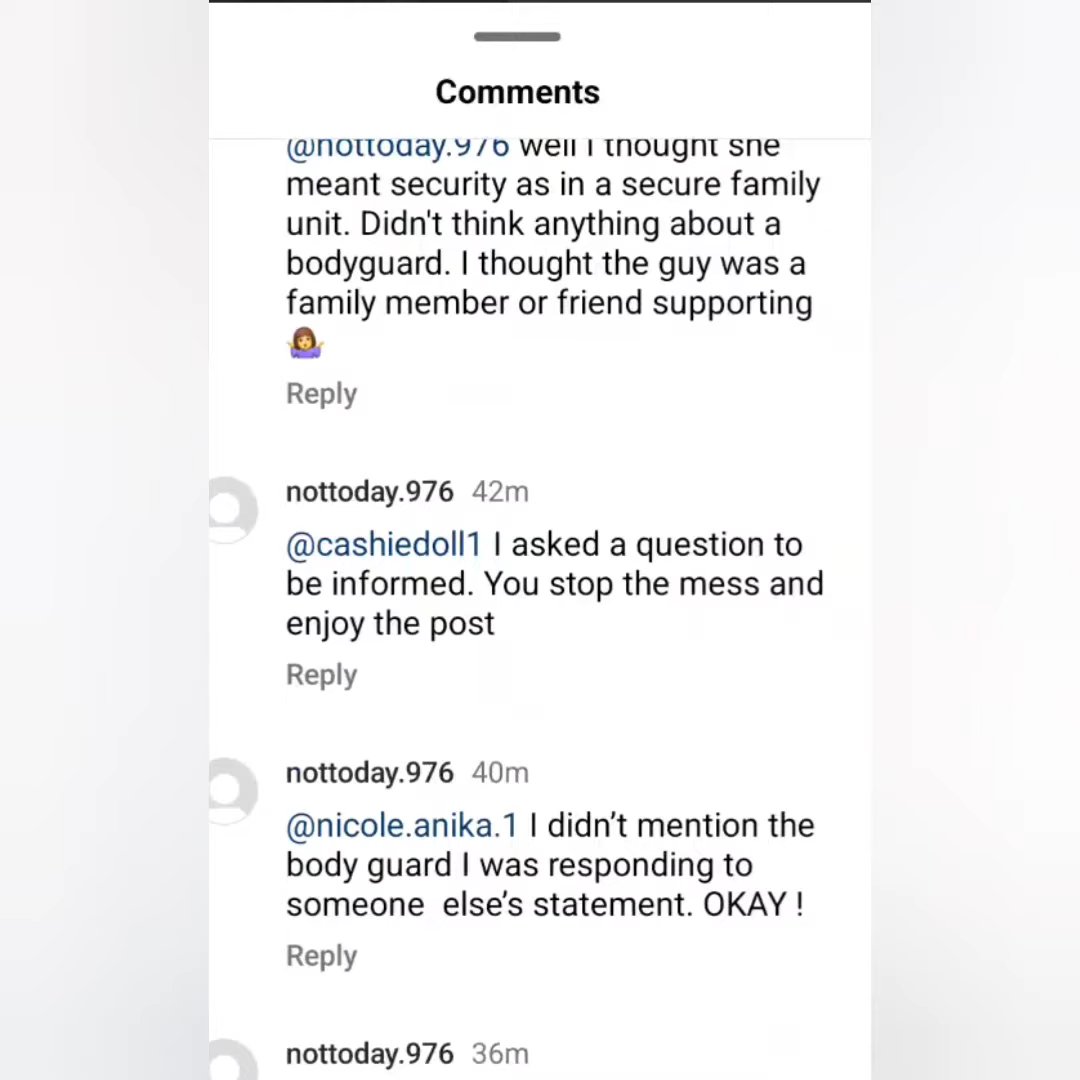 Comments
@nottoday.976 well I thought she
meant security as in a secure family
unit. Didn't think anything about a
bodyguard. I thought the guy was a
family member or friend supporting
🤷‍♀️
Reply
nottoday.976 42m
@cashiedoll1 I asked a question to
be informed. You stop the mess and
enjoy the post
Reply
nottoday.976 40m
@nicole.anika.1 I didn’t mention the
body guard I was responding to
someone  else’s statement. OKAY !
Reply
nottoday.976 36m